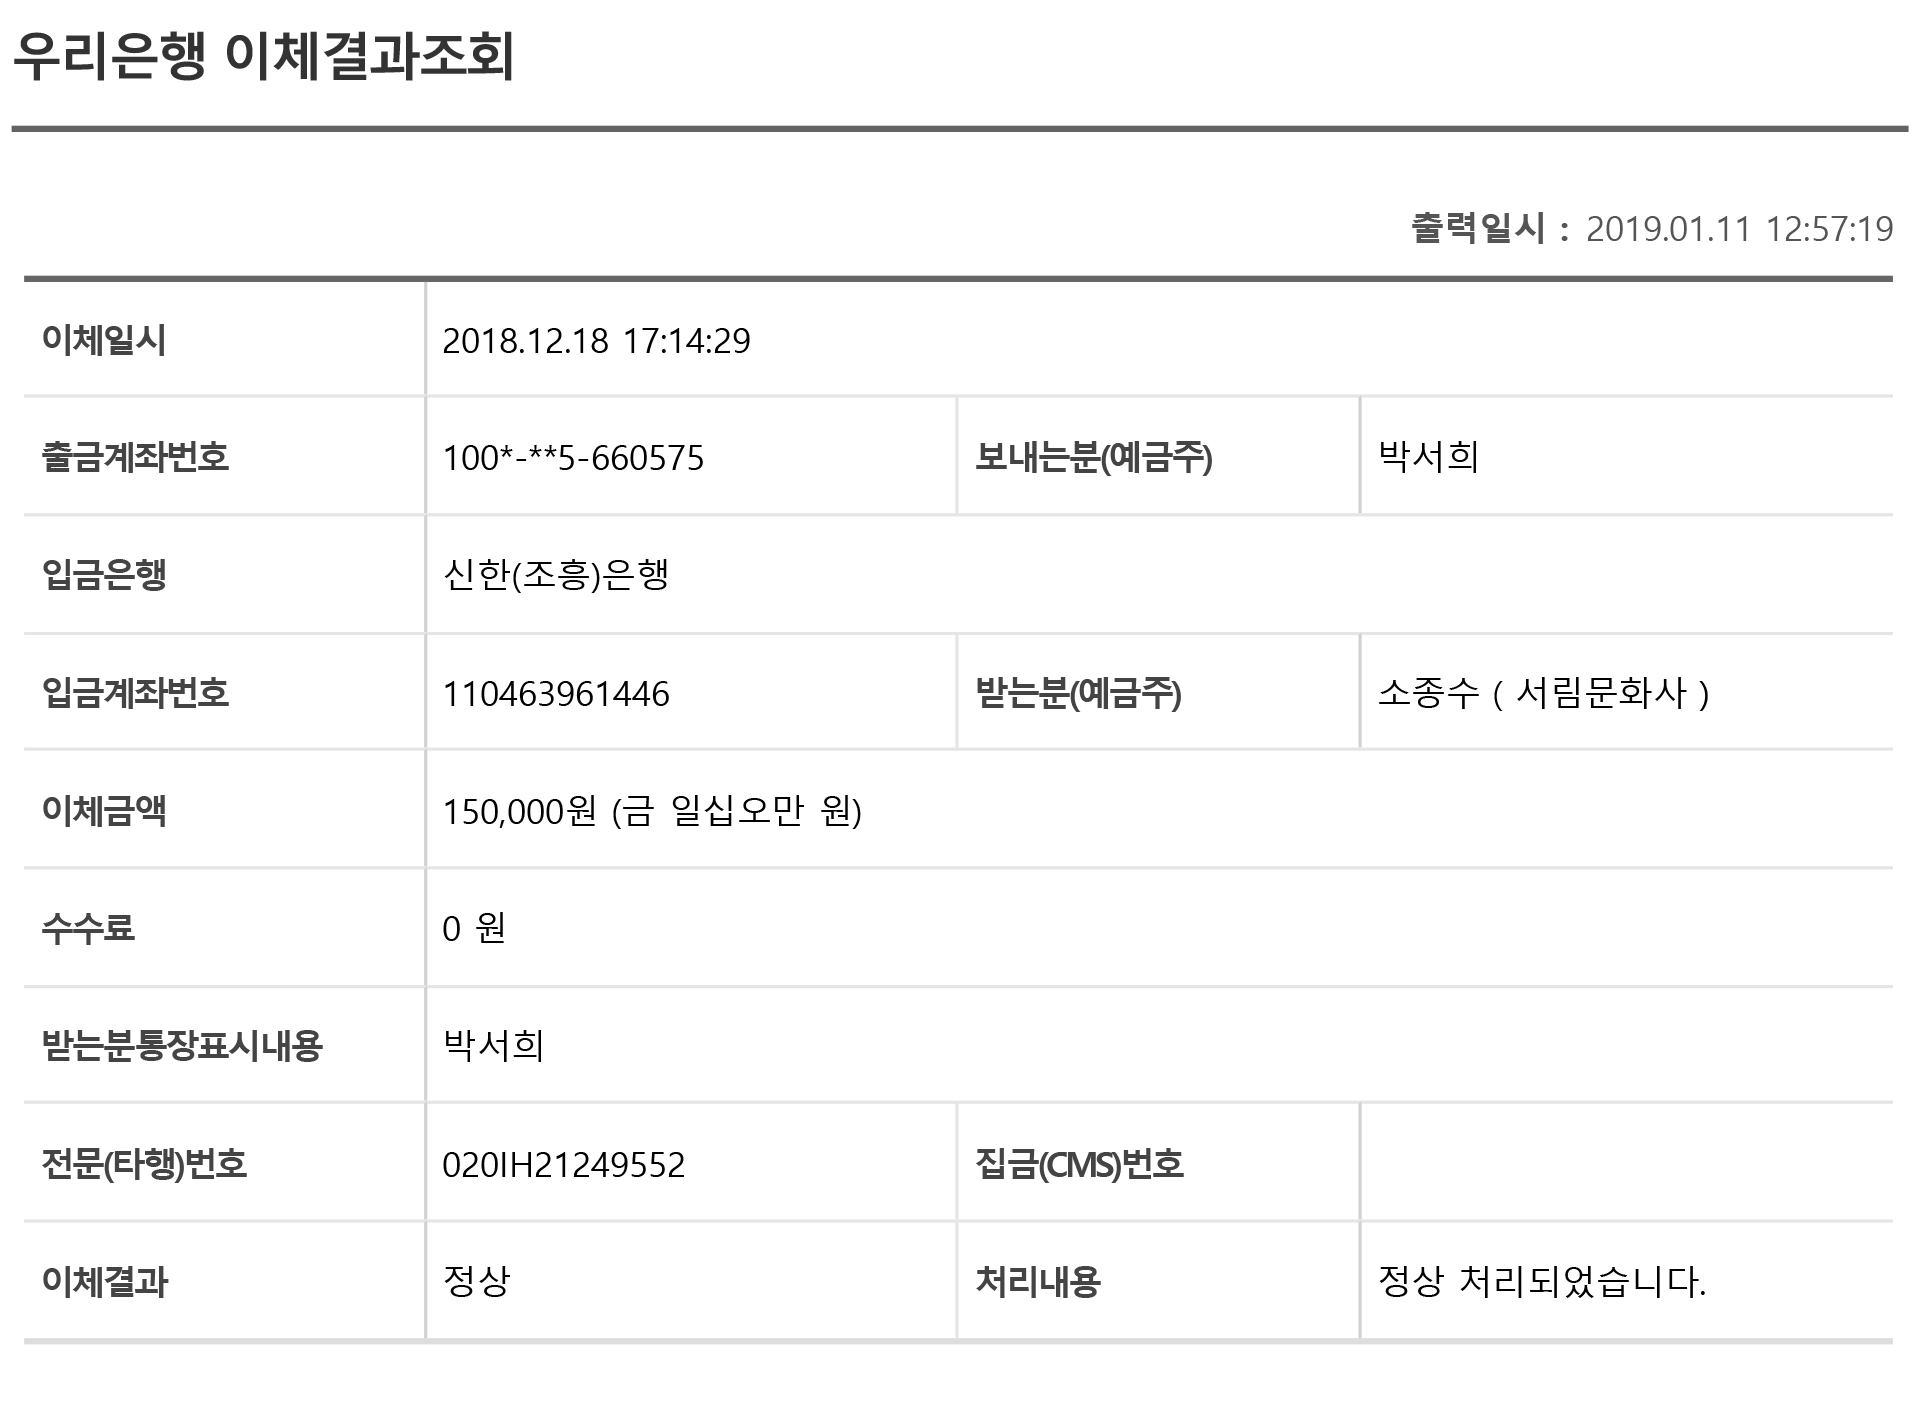 우리은행 이체결과조회
출력일시 : 2019.01.11 12:57:19
이체일시 2018.12.18 17:14:29
출금계좌번호 100*-**5-660575 보내는분(예금주) 박서희
입금은행 신한(조흥)은행
입금계좌번호 110463961446 받는분(예금주) 소종수 ( 서림문화사 )
이체금액 150,000원 (금 일십오만 원)
수수료 0 원
받는분통장표시내용 박서희
전문(타행)번호 020IH21249552 집금(CMS)번호
이체결과 정상 처리내용 정상 처리되었습니다.